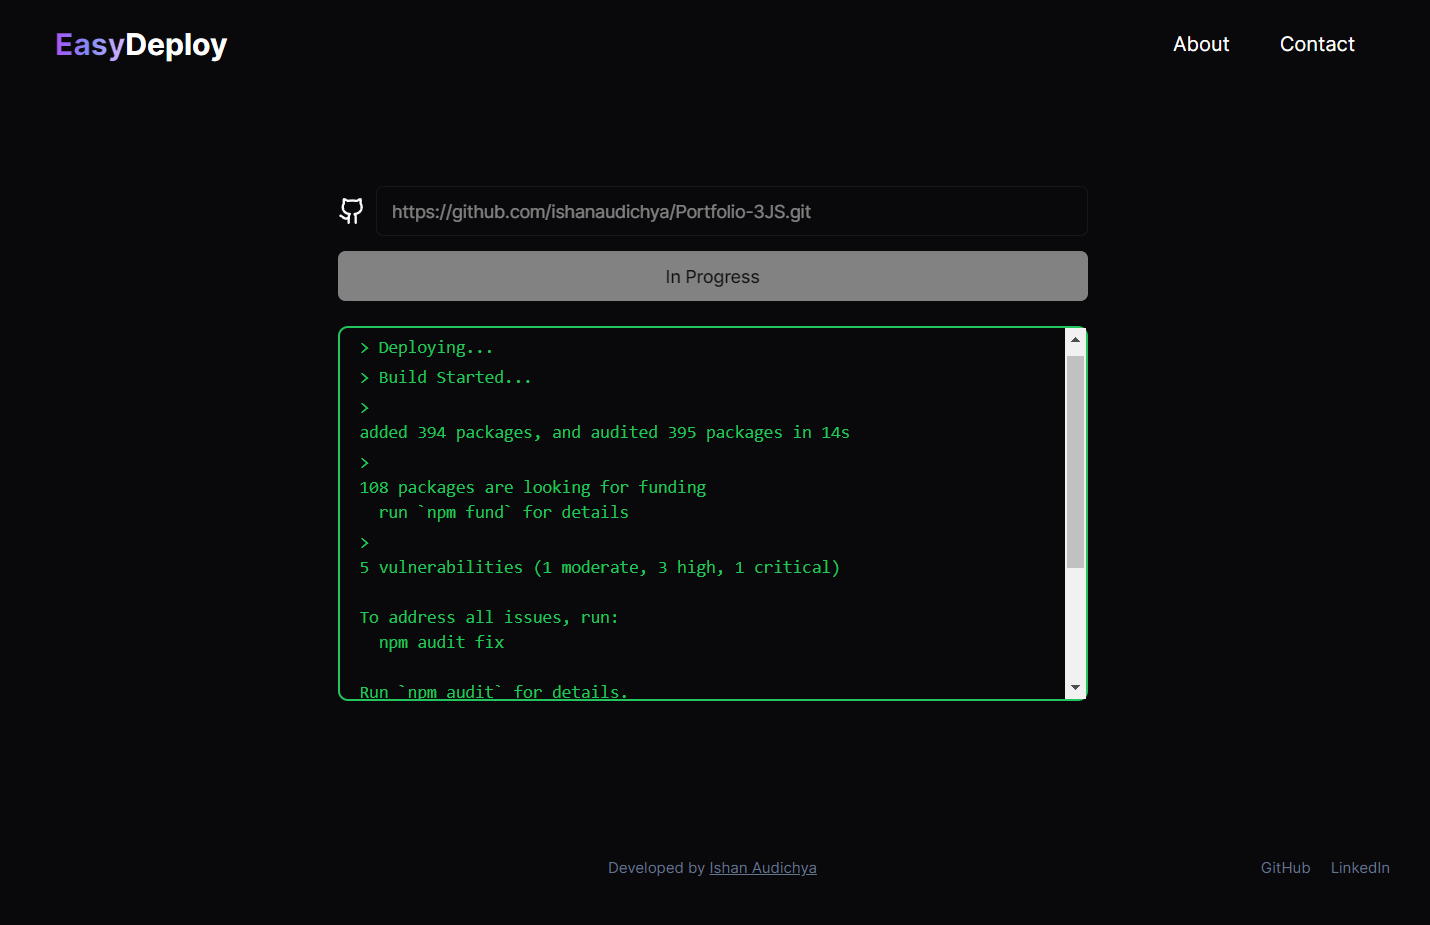 EasyDeploy
About
Contact
https://github.com/ishanaudichya/Portfolio-3JS.git
In Progress
> Deploying...
> Build Started...
>
added 394 packages, and audited 395 packages in 14s
>
108 packages are looking for funding
run `npm fund` for details
>
5 vulnerabilities (1 moderate, 3 high, 1 critical)
To address all issues, run:
npm audit fix
Run `npm audit` for details.
Developed by Ishan Audichya
GitHub
LinkedIn